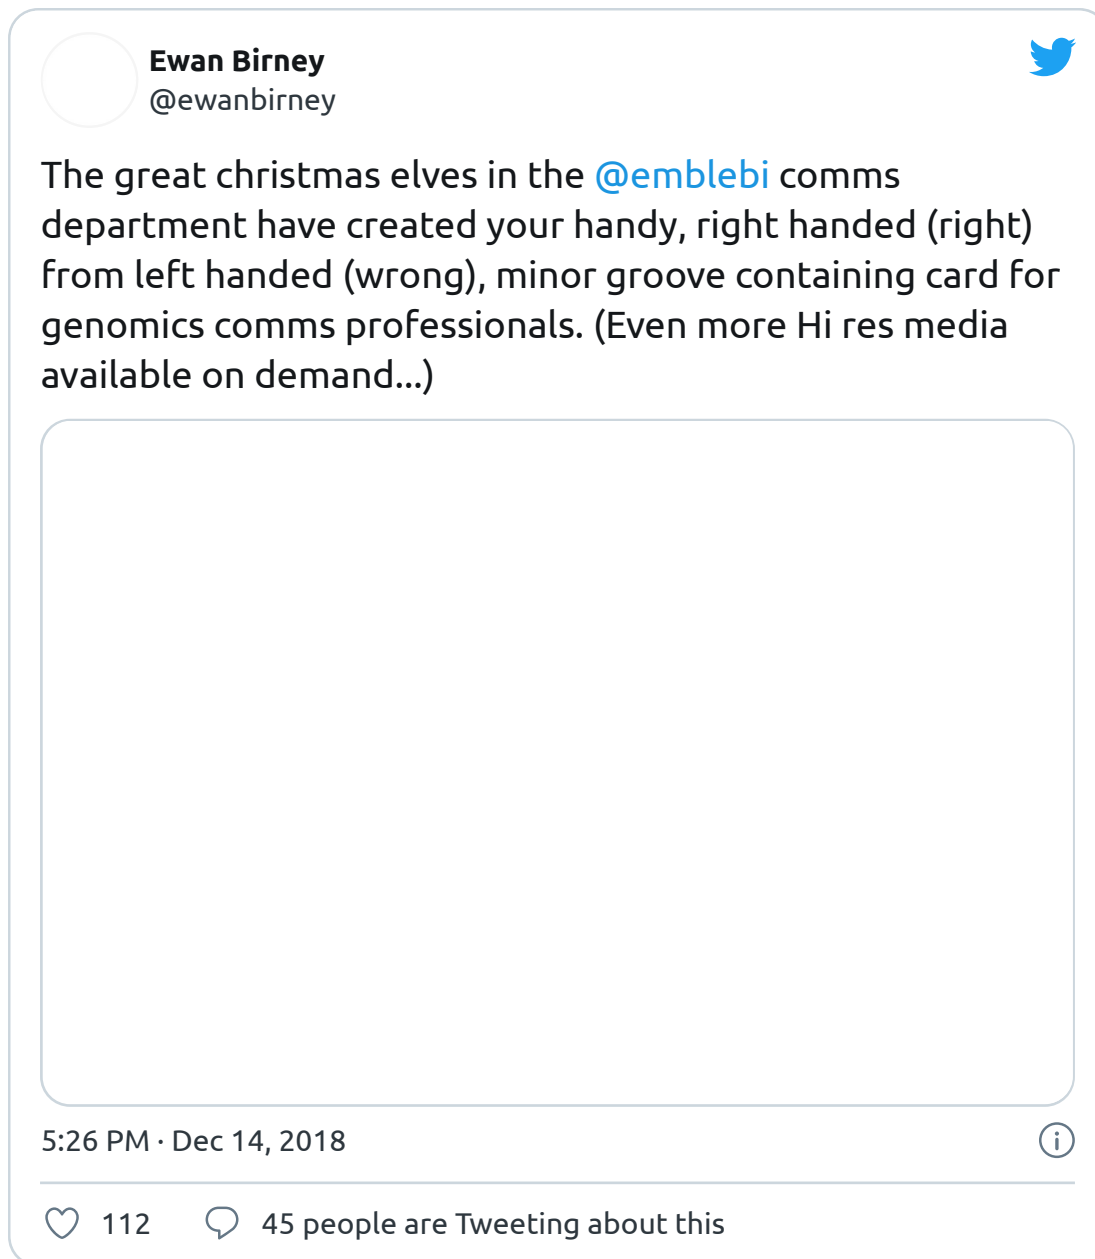 Ewan Birney
@ewanbirney
The great christmas elves in the @emblebi comms
department have created your handy, right handed (right)
from left handed (wrong), minor groove containing card for
genomics comms professionals. (Even more Hi res media
available on demand...)
5:26 PM · Dec 14, 2018
112 45 people are Tweeting about this